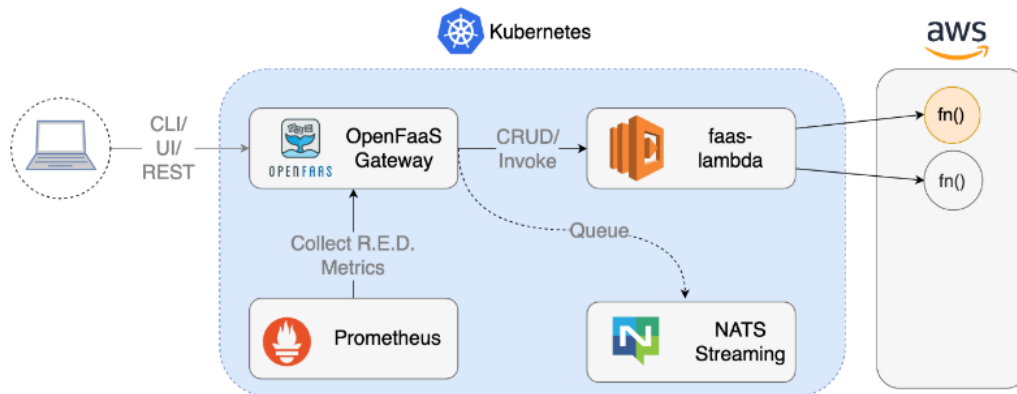 Kubernetes
aws
CLI/
UI/
REST
OPENFAAS
OpenFaaS
Gateway
CRUD/
Invoke
faas-
lambda
fn()
fn()
Queue
Collect R.E.D.
Metrics
Prometheus
N
NATS
Streaming